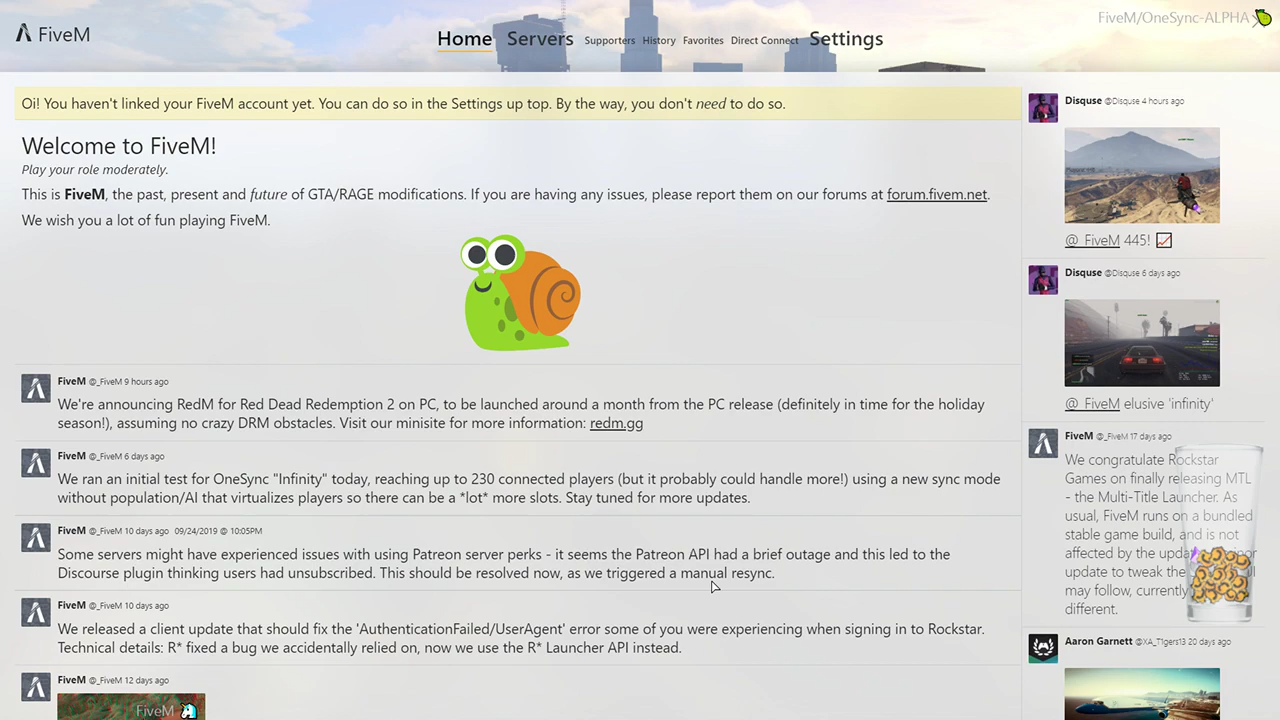 FiveM
Home Servers Supporters History Favorites Direct Connect Settings
FiveM/OneSync-ALPHA
Oi! You haven't linked your FiveM account yet. You can do so in the Settings up top. By the way, you don't need to do so.
Welcome to FiveM!
Play your role moderately.
This is FiveM, the past, present and future of GTA/RAGE modifications. If you are having any issues, please report them on our forums at forum.fivem.net.
We wish you a lot of fun playing FiveM.
FiveM @_FiveM 9 hours ago
We're announcing RedM for Red Dead Redemption 2 on PC, to be launched around a month from the PC release (definitely in time for the holiday
season!), assuming no crazy DRM obstacles. Visit our minisite for more information: redm.gg
FiveM @_FiveM 6 days ago
We ran an initial test for OneSync "Infinity" today, reaching up to 230 connected players (but it probably could handle more!) using a new sync mode
without population/AI that virtualizes players so there can be a *lot* more slots. Stay tuned for more updates.
FiveM @_FiveM 10 days ago 09/24/2019 @ 10:05PM
Some servers might have experienced issues with using Patreon server perks - it seems the Patreon API had a brief outage and this led to the
Discourse plugin thinking users had unsubscribed. This should be resolved now, as we triggered a manual resync.
FiveM @_FiveM 10 days ago
We released a client update that should fix the 'AuthenticationFailed/UserAgent' error some of you were experiencing when signing in to Rockstar.
Technical details: R* fixed a bug we accidentally relied on, now we use the R* Launcher API instead.
FiveM @_FiveM 12 days ago
FiveM
Disquse @Disquse 4 hours ago
@_FiveM 445!
Disquse @Disquse 6 days ago
@_FiveM elusive 'infinity'
FiveM @_FiveM 17 days ago
We congratulate Rockstar
Games on finally releasing MTL
- the Multi-Title Launcher. As
usual, FiveM runs on a bundled
stable game build, and is not
affected by the
update to tweak the
may follow, currently
different.
Aaron Garnett @XA_T1gers13 20 days ago